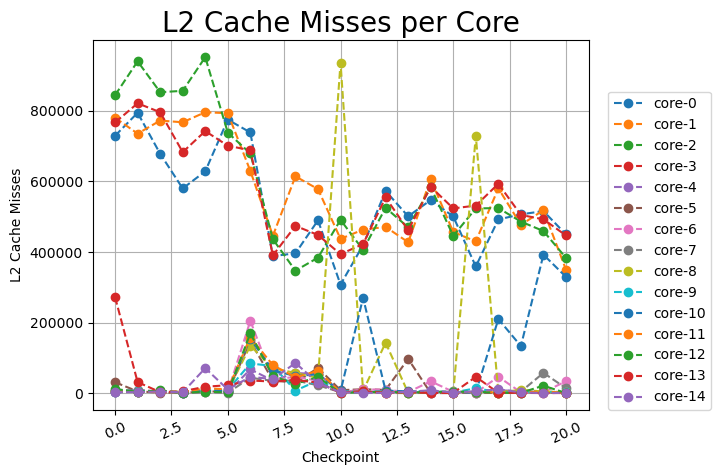 L2 Cache Misses per Core
L2 Cache Misses
800000
600000
400000
200000
0
0.0
2.5
5.0
7.5
10.0
12.5
15.0
17.5
20.0
Checkpoint
core-0
core-1
core-2
core-3
core-4
core-5
core-6
core-7
core-8
core-9
core-10
core-11
core-12
core-13
core-14